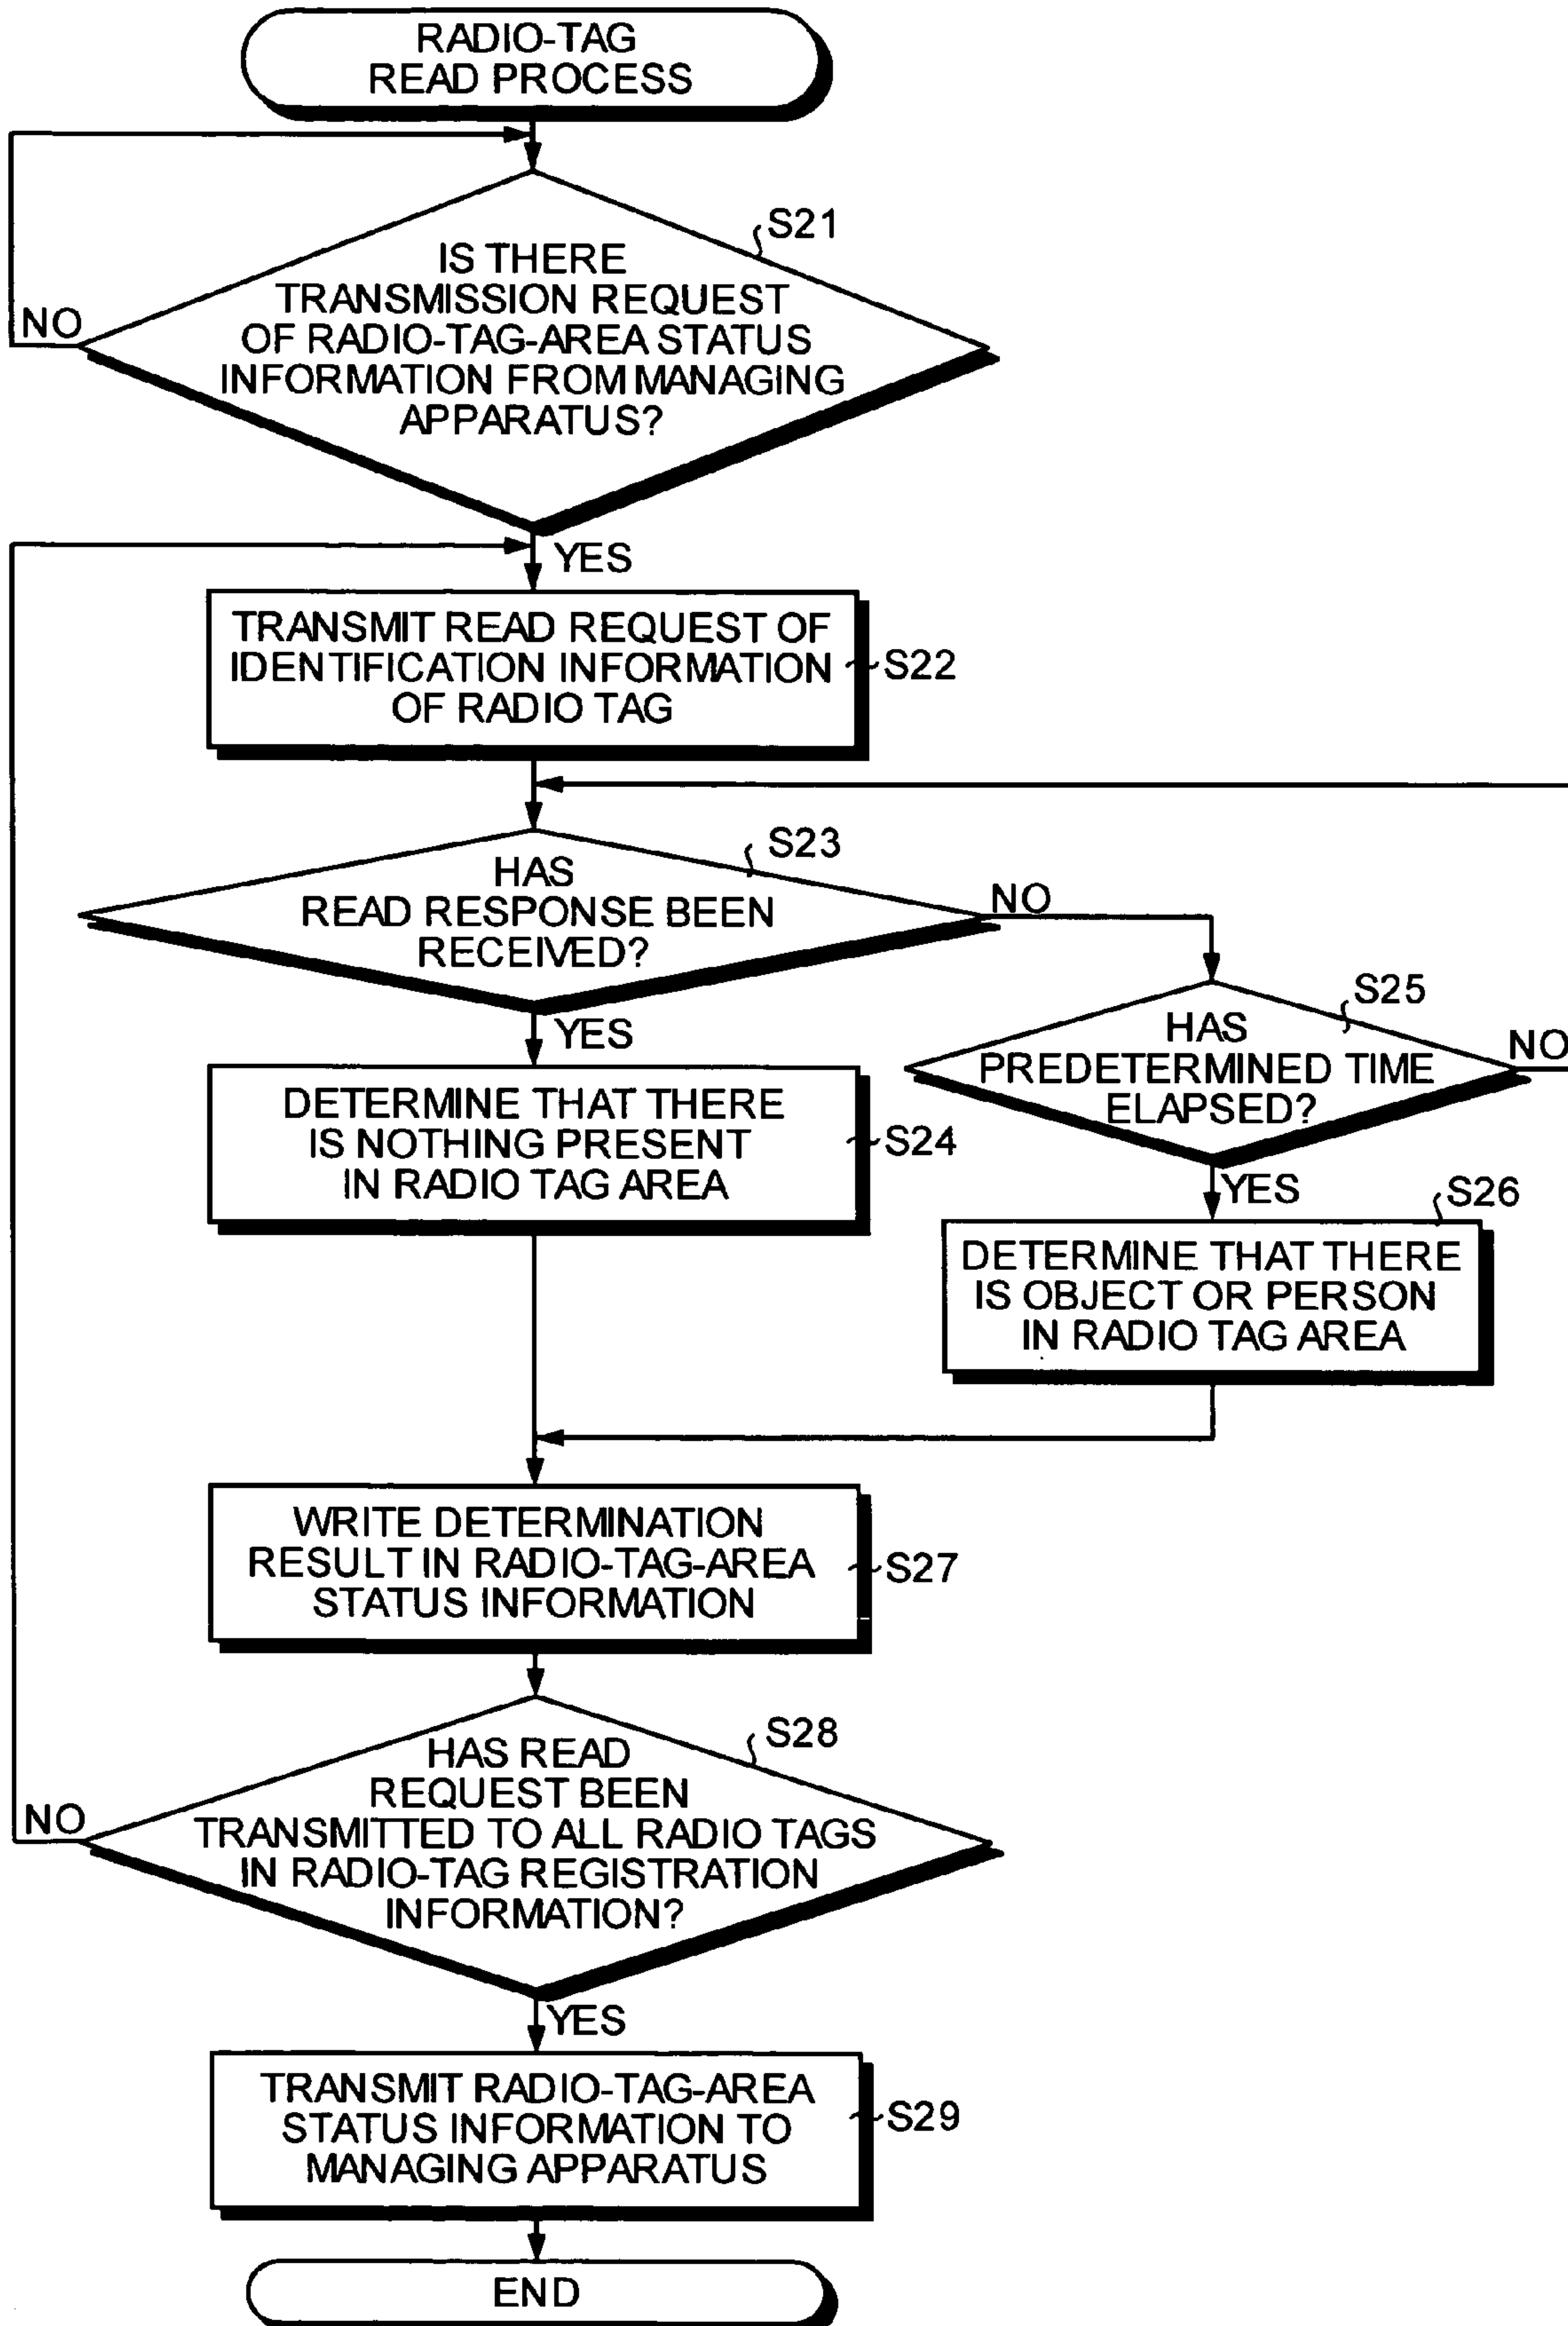 RADIO-TAG
READ PROCESS
S21
IS THERE
TRANSMISSION REQUEST
OF RADIO-TAG-AREA STATUS
INFORMATION FROM MANAGING
APPARATUS?
NO
YES
TRANSMIT READ REQUEST OF
IDENTIFICATION INFORMATION
OF RADIO TAG
S22
S23
HAS
READ RESPONSE BEEN
RECEIVED?
NO
YES
S25
HAS
PREDETERMINED TIME
ELAPSED?
NO
YES
DETERMINE THAT THERE
IS NOTHING PRESENT
IN RADIO TAG AREA
S24
S26
DETERMINE THAT THERE
IS OBJECT OR PERSON
IN RADIO TAG AREA
WRITE DETERMINATION
RESULT IN RADIO-TAG-AREA
STATUS INFORMATION
S27
S28
HAS READ
REQUEST BEEN
TRANSMITTED TO ALL RADIO TAGS
IN RADIO-TAG REGISTRATION
INFORMATION?
NO
YES
TRANSMIT RADIO-TAG-AREA
STATUS INFORMATION TO
MANAGING APPARATUS
S29
END